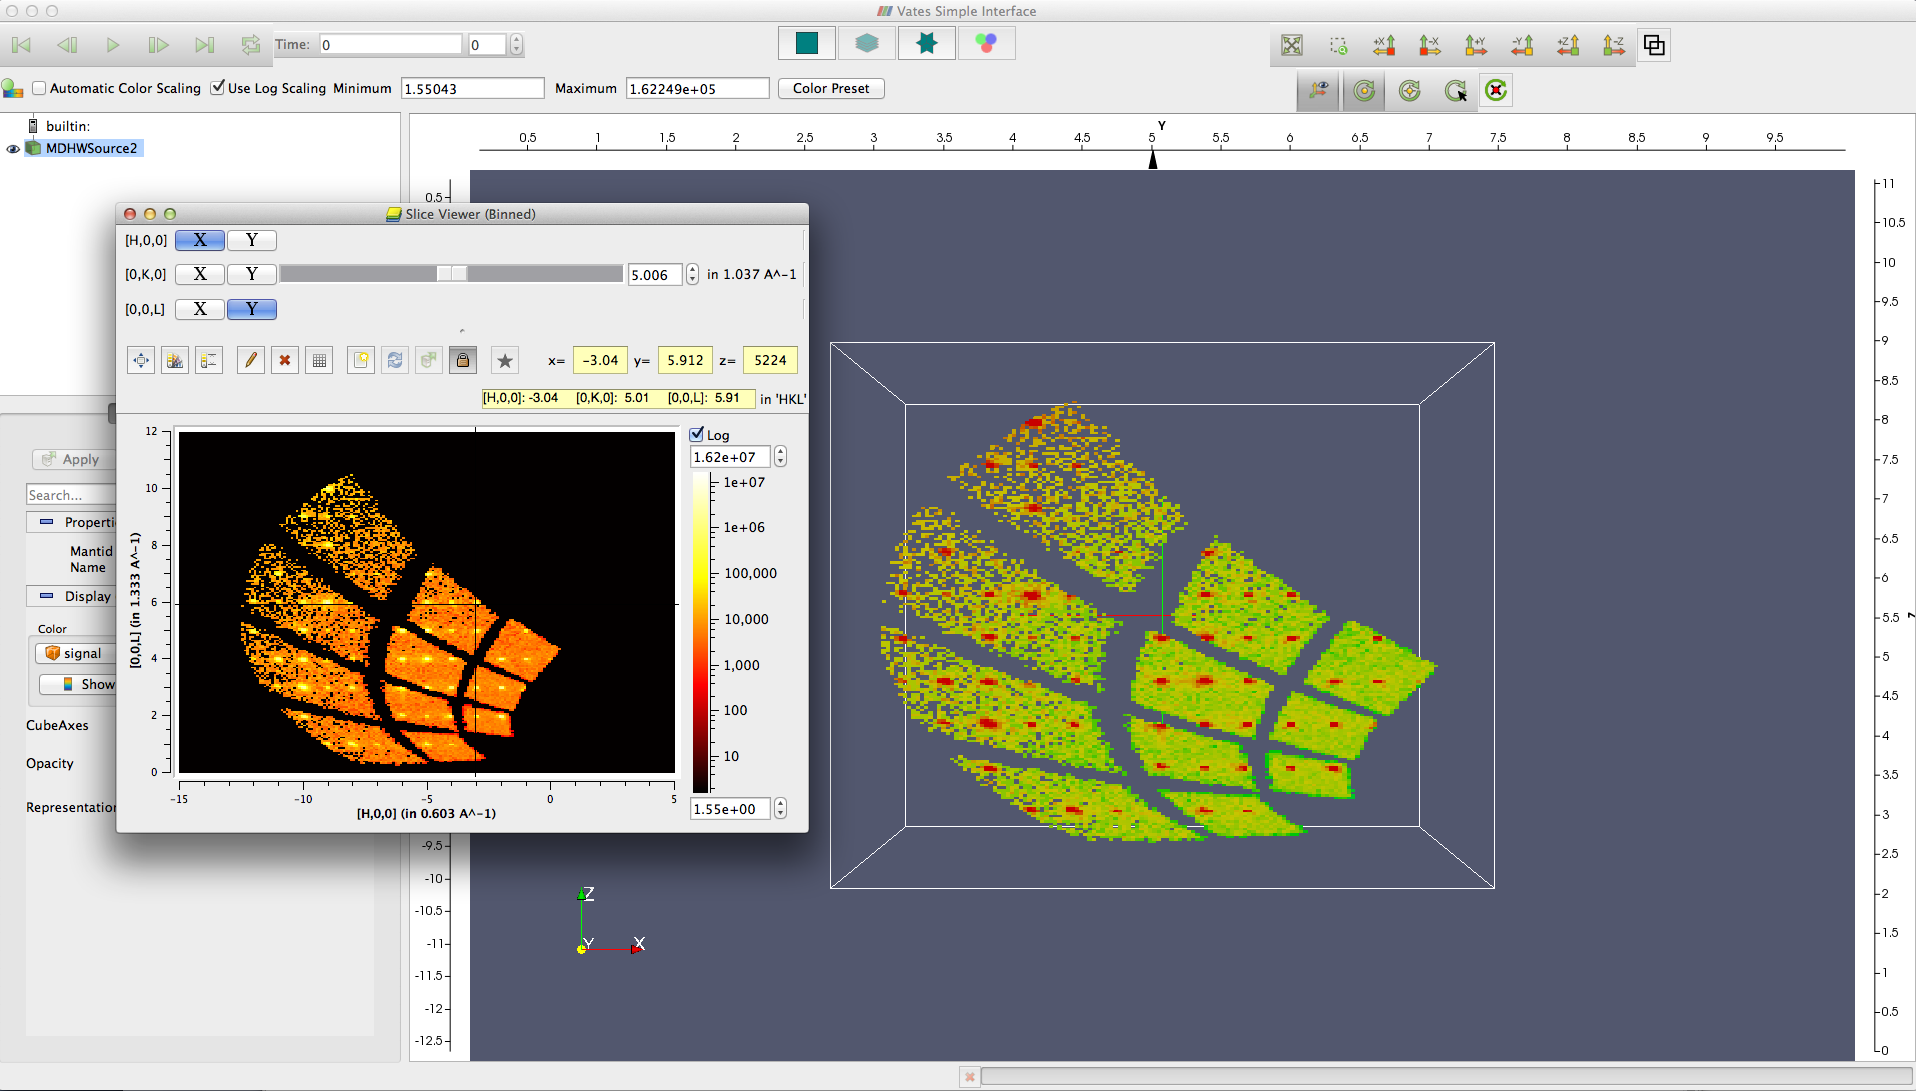 Vates Simple Interface
Time: 0 0
Automatic Color Scaling Use Log Scaling Minimum 1.55043 Maximum 1.62249e+05 Color Preset
+X -X +Y -Y +Z -Z
builtin:
MDHWSource2
Y
0.5 1 1.5 2 2.5 3 3.5 4 4.5 5 5.5 6 6.5 7 7.5 8 8.5 9 9.5
0.5
Slice Viewer (Binned)
[H,0,0] X Y
[0,K,0] X Y 5.006 in 1.037 A^-1
[0,0,L] X Y
x= -3.04 y= 5.912 z= 5224
[H,0,0]: -3.04 [0,K,0]: 5.01 [0,0,L]: 5.91 in 'HKL'
Log
1.62e+07
1e+07
1e+06
100,000
10,000
1,000
100
10
1.55e+00
12
10
8
6
4
2
0
[0,0,L] (in 1.333 A^-1)
-15 -10 -5 0 5
[H,0,0] (in 0.603 A^-1)
Apply
Search...
Properti
Mantid
Name
Display
Color
signal
Show
CubeAxes
Opacity
Representatio
-9.5
-10
-10.5
-11
-11.5
-12
-12.5
Z
Y X
11
10.5
10
9.5
9
8.5
8
7.5
7
6.5
6
5.5
5
4.5
4
3.5
3
2.5
2
1.5
1
0.5
0
Z